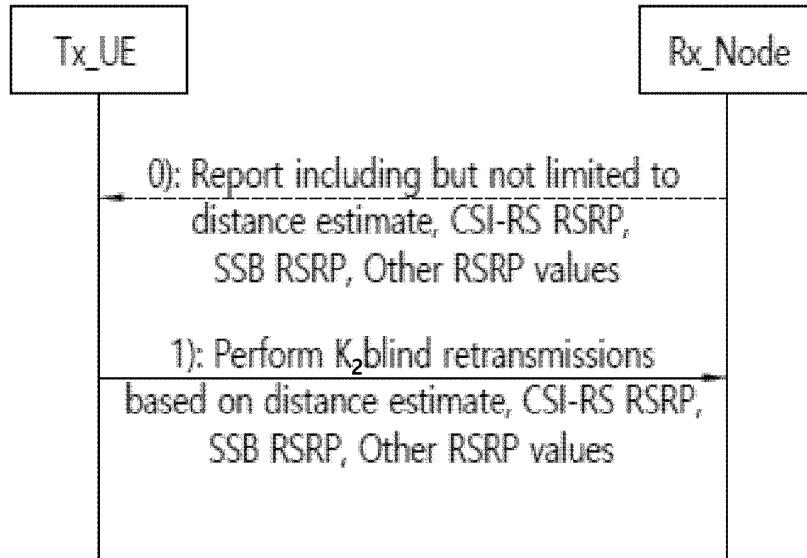 Tx_UE
Rx_Node
0): Report including but not limited to
distance estimate, CSI-RS RSRP,
SSB RSRP, Other RSRP values
1): Perform K₂blind retransmissions
based on distance estimate, CSI-RS RSRP,
SSB RSRP, Other RSRP values